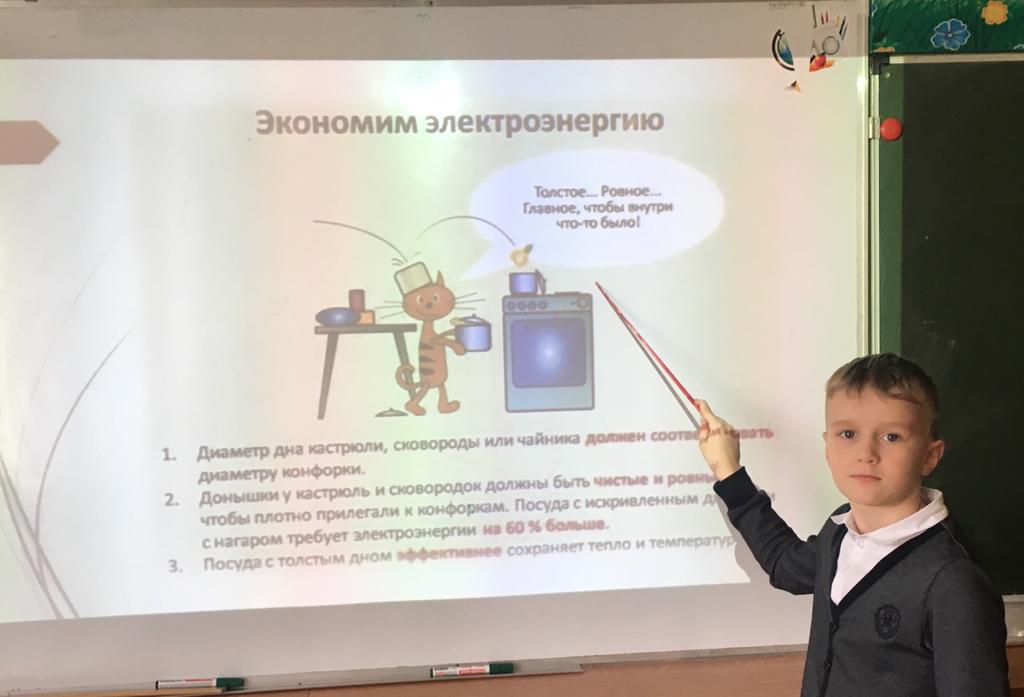 Экономим электроэнергию
Толстое... Ровное...
Главное, чтобы внутри
что-то было!
1. Диаметр дна кастрюли, сковороды или чайника должен соответствовать
диаметру конфорки.
2. Донышки у кастрюль и сковородок должны быть чистые и
чтобы плотно прилегали к конфоркам. Посуда с искривленным
с нагаром требует электроэнергии на 60 % больше.
3. Посуда с толстым дном эффективнее сохраняет тепло и